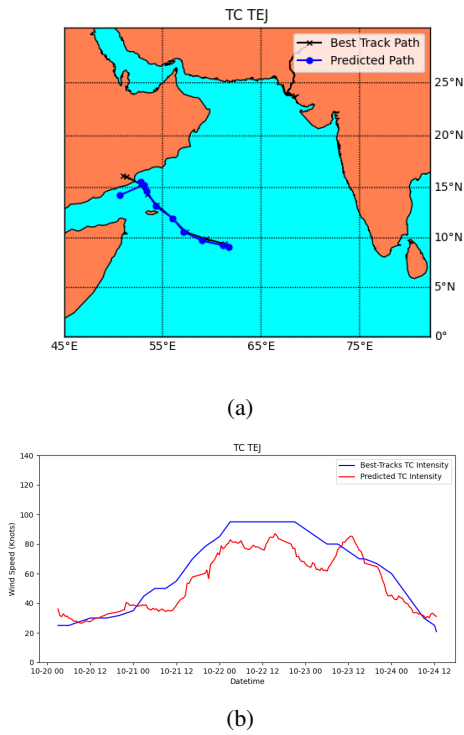 TC TEJ
Best Track Path
Predicted Path
25°N
20°N
15°N
10°N
5°N
0°
45°E 55°E 65°E 75°E
(a)
TC TEJ
Best-Tracks TC Intensity
Predicted TC Intensity
140
120
100
80
60
40
20
0
Wind Speed (Knots)
10-20 00 10-20 12 10-21 00 10-21 12 10-22 00 10-22 12 10-23 00 10-23 12 10-24 00 10-24 12
Datetime
(b)